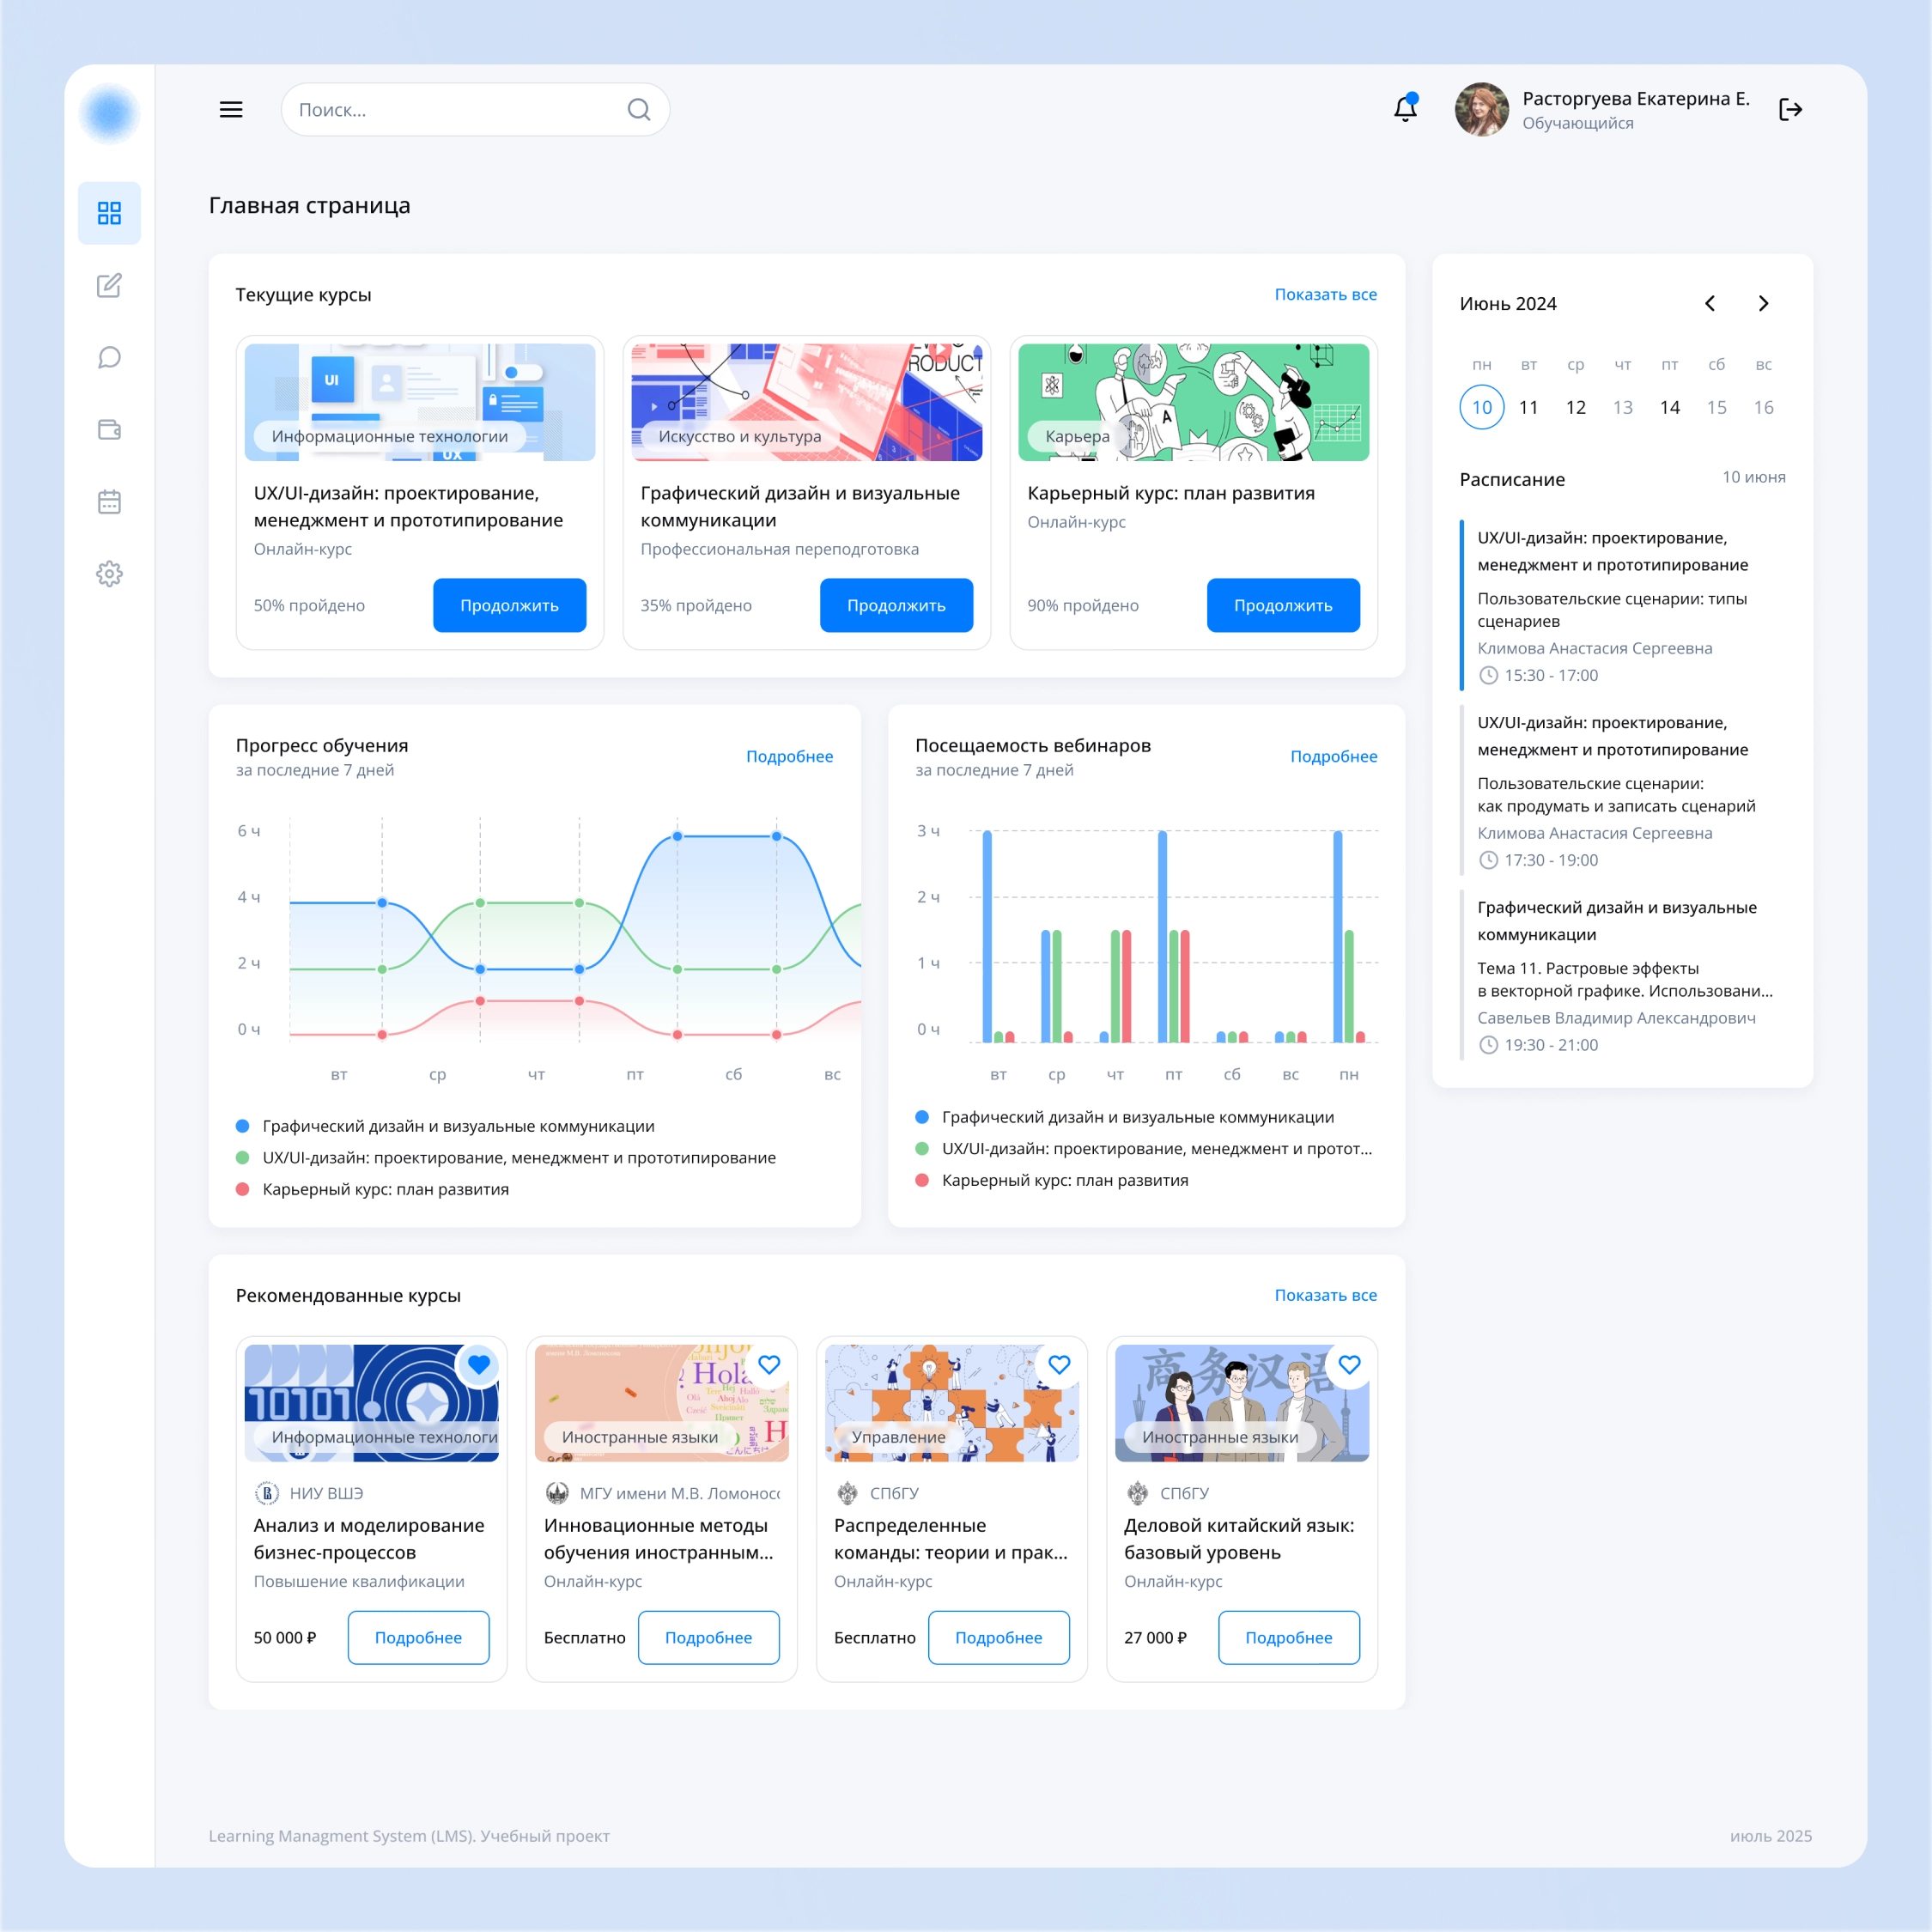 Поиск...
Расторгуева Екатерина Е.
Обучающийся
Главная страница
Текущие курсы
Показать все
UI
UX
Информационные технологии
UX/UI-дизайн: проектирование,
менеджмент и прототипирование
Онлайн-курс
50% пройдено
Продолжить
RODUCT
Искусство и культура
Графический дизайн и визуальные
коммуникации
Профессиональная переподготовка
35% пройдено
Продолжить
A
Карьера
Карьерный курс: план развития
Онлайн-курс
90% пройдено
Продолжить
Июнь 2024
пн вт ср чт пт сб вс
10 11 12 13 14 15 16
Расписание
10 июня
UX/UI-дизайн: проектирование,
менеджмент и прототипирование
Пользовательские сценарии: типы
сценариев
Климова Анастасия Сергеевна
15:30 - 17:00
UX/UI-дизайн: проектирование,
менеджмент и прототипирование
Пользовательские сценарии:
как продумать и записать сценарий
Климова Анастасия Сергеевна
17:30 - 19:00
Графический дизайн и визуальные
коммуникации
Тема 11. Растровые эффекты
в векторной графике. Использовани...
Савельев Владимир Александрович
19:30 - 21:00
Прогресс обучения
за последние 7 дней
Подробнее
6 ч
4 ч
2 ч
0 ч
вт ср чт пт сб вс
Графический дизайн и визуальные коммуникации
UX/UI-дизайн: проектирование, менеджмент и прототипирование
Карьерный курс: план развития
Посещаемость вебинаров
за последние 7 дней
Подробнее
3 ч
2 ч
1 ч
0 ч
вт ср чт пт сб вс пн
Графический дизайн и визуальные коммуникации
UX/UI-дизайн: проектирование, менеджмент и протот...
Карьерный курс: план развития
Рекомендованные курсы
Показать все
10101
Информационные технологи
НИУ ВШЭ
Анализ и моделирование
бизнес-процессов
Повышение квалификации
50 000 ₽
Подробнее
Hola
Привет
Иностранные языки
МГУ имени М.В. Ломонос
Инновационные методы
обучения иностранным...
Онлайн-курс
Бесплатно
Подробнее
Управление
СПбГУ
Распределенные
команды: теории и прак...
Онлайн-курс
Бесплатно
Подробнее
商务汉语
Иностранные языки
СПбГУ
Деловой китайский язык:
базовый уровень
Онлайн-курс
27 000 ₽
Подробнее
Learning Managment System (LMS). Учебный проект
июль 2025